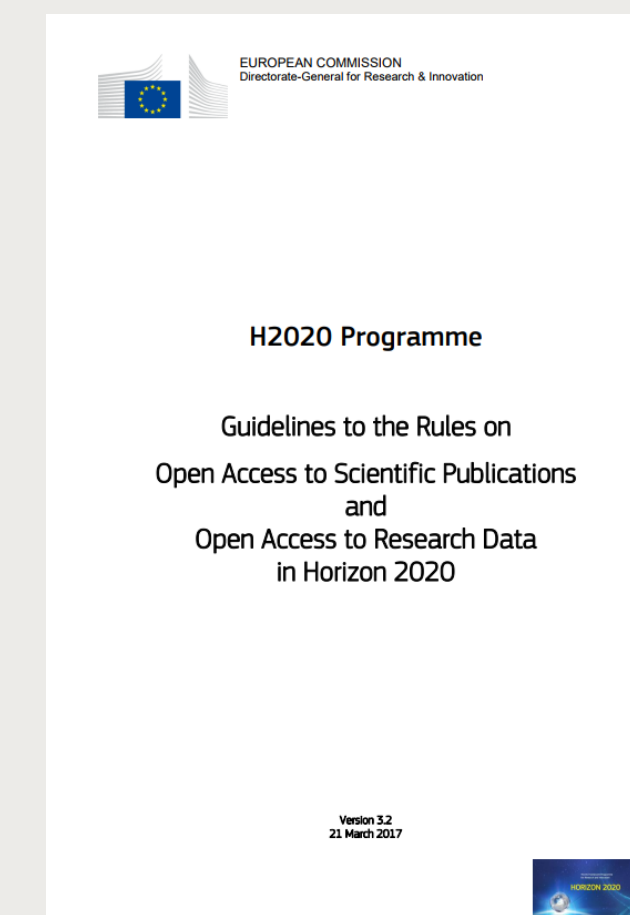 EUROPEAN COMMISSION
Directorate-General for Research & Innovation
H2020 Programme
Guidelines to the Rules on
Open Access to Scientific Publications
and
Open Access to Research Data
in Horizon 2020
Version 3.2
21 March 2017
HORIZON 2020